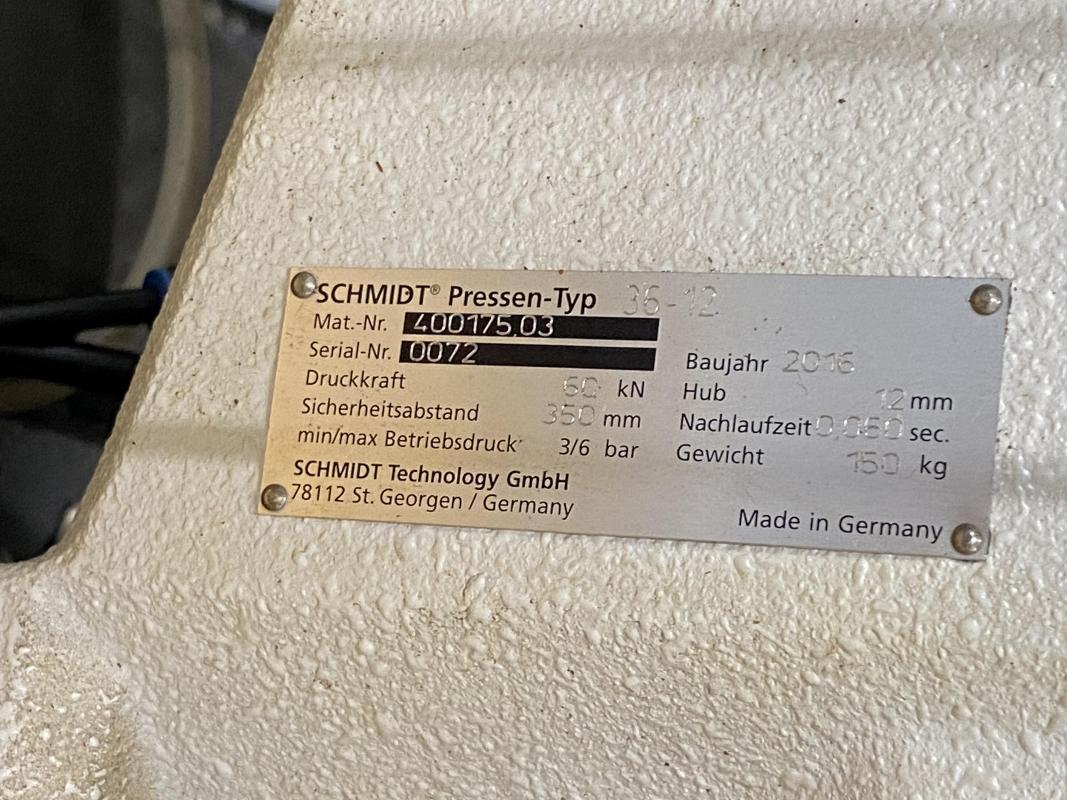 SCHMIDT® Pressen-Typ 36-12
Mat.-Nr. 400175.03
Serial-Nr. 0072
Baujahr 2016
Druckkraft 60 kN
Hub 12 mm
Sicherheitsabstand 350 mm
Nachlaufzeit 0,050 sec.
min/max Betriebsdruck 3/6 bar
Gewicht 150 kg
SCHMIDT Technology GmbH
78112 St. Georgen / Germany
Made in Germany